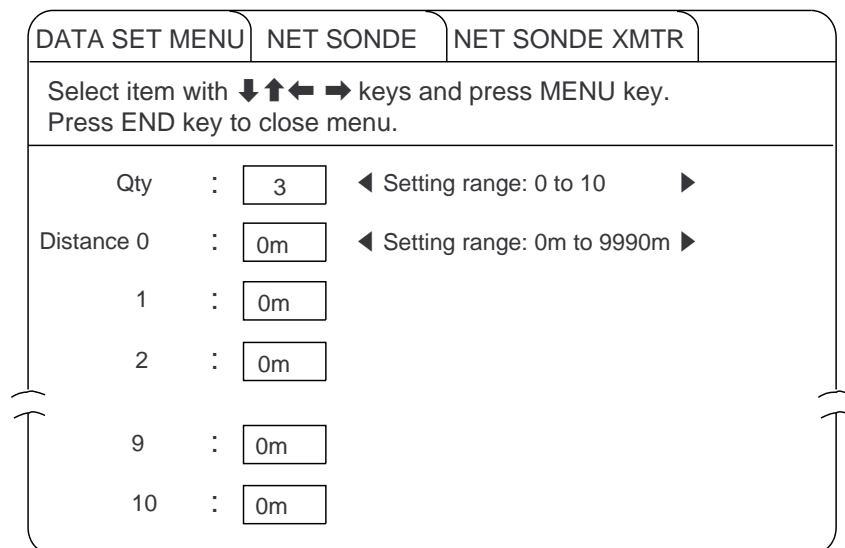 DATA SET MENU NET SONDE NET SONDE XMTR
Select item with ⬇⬆⬅ ➡ keys and press MENU key.
Press END key to close menu.
Qty : 3 ◀ Setting range: 0 to 10 ▶
Distance 0 : 0m ◀ Setting range: 0m to 9990m ▶
1 : 0m
2 : 0m
9 : 0m
10 : 0m